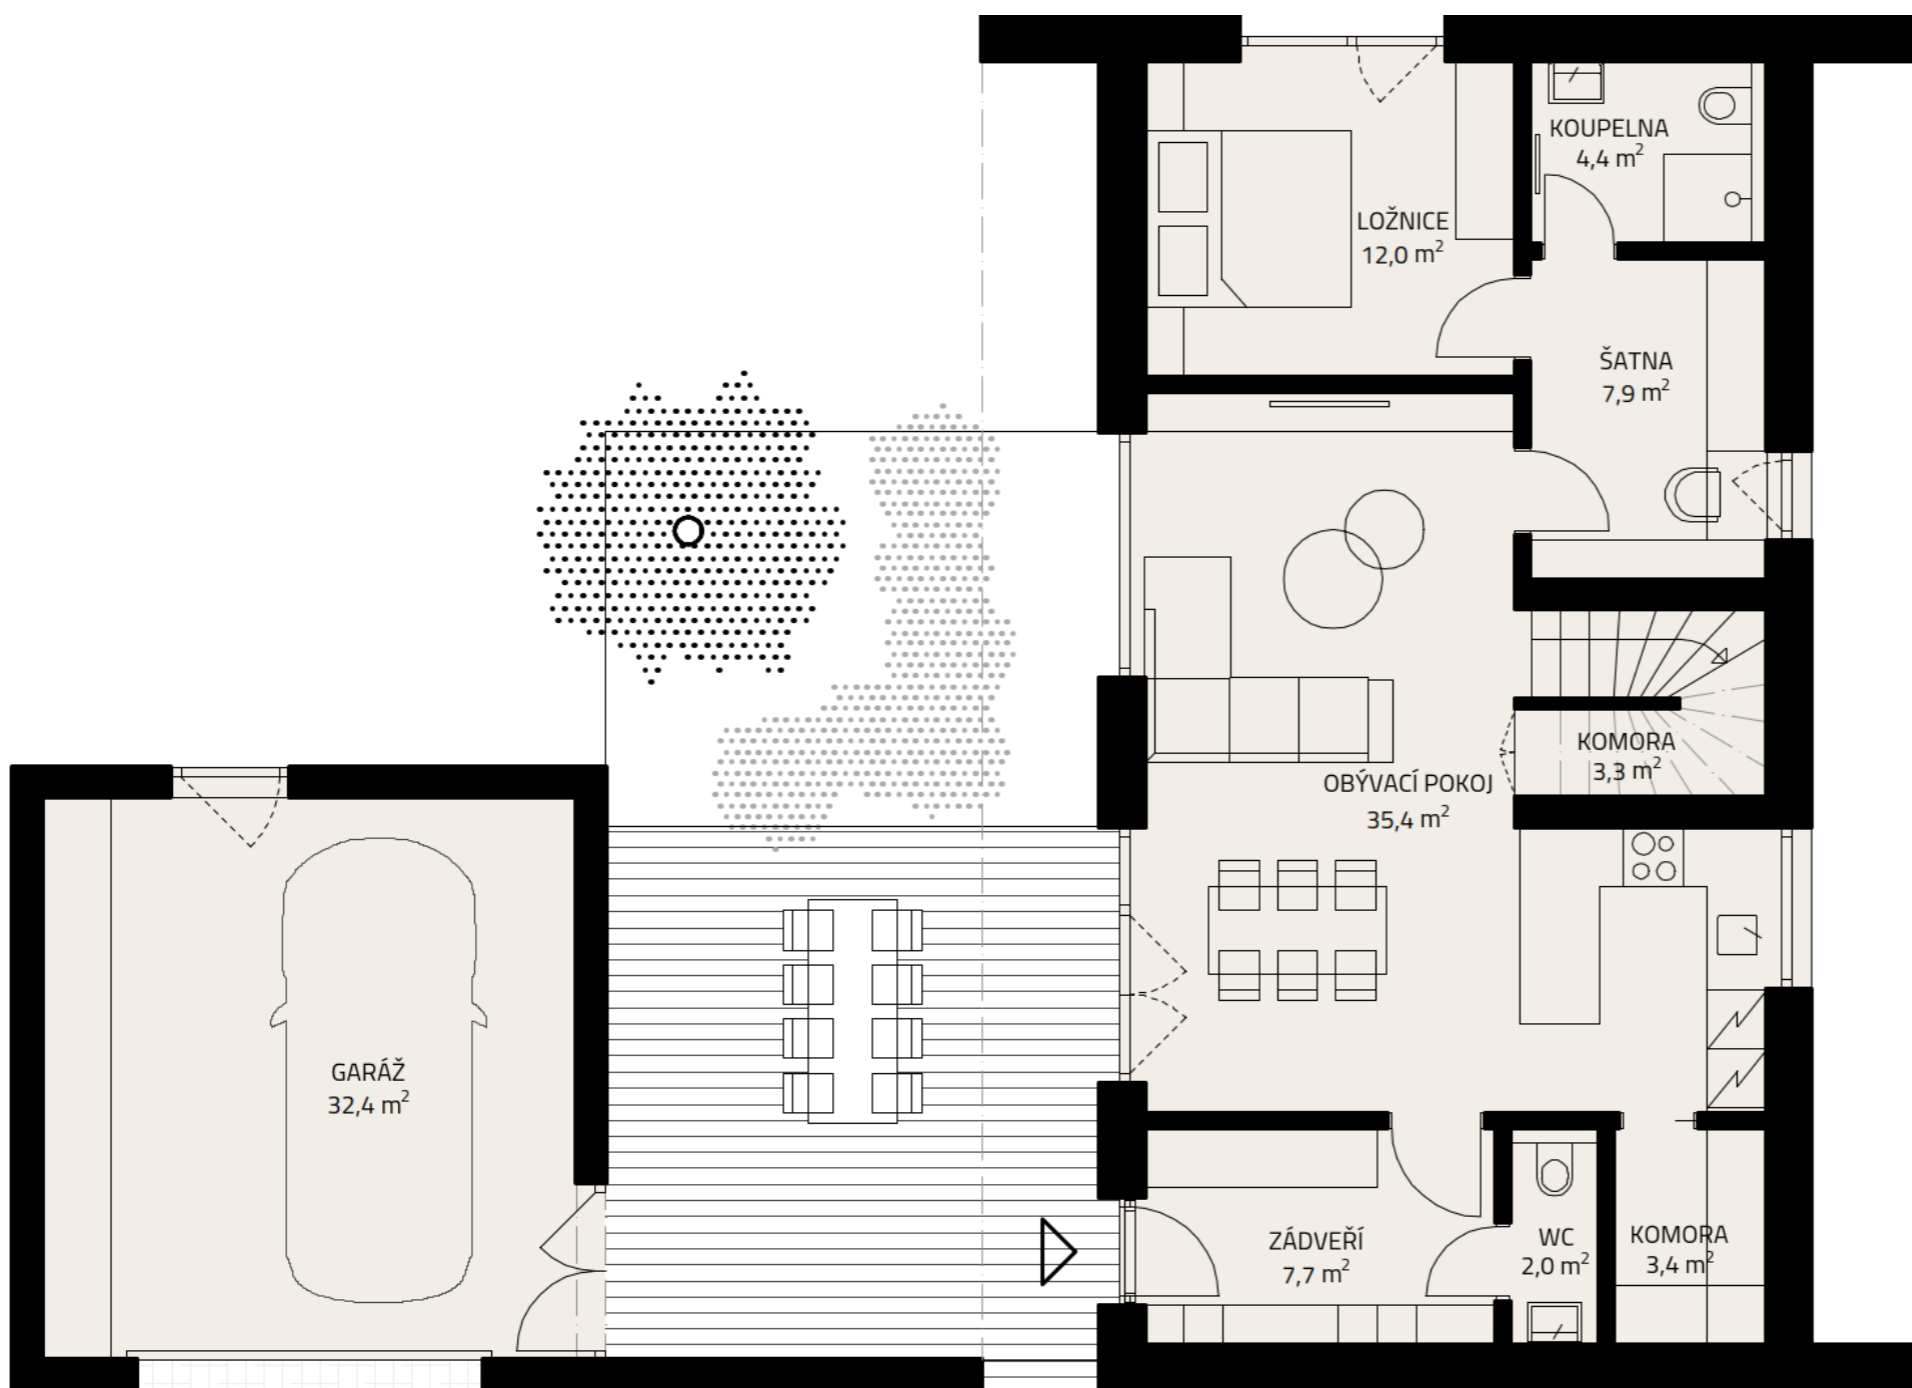 KOUPELNA
4,4 m²
LOŽNICE
12,0 m²
ŠATNA
7,9 m²
KOMORA
3,3 m²
OBÝVACÍ POKOJ
35,4 m²
GARÁŽ
32,4 m²
ZÁDVEŘÍ
7,7 m²
WC
2,0 m²
KOMORA
3,4 m²